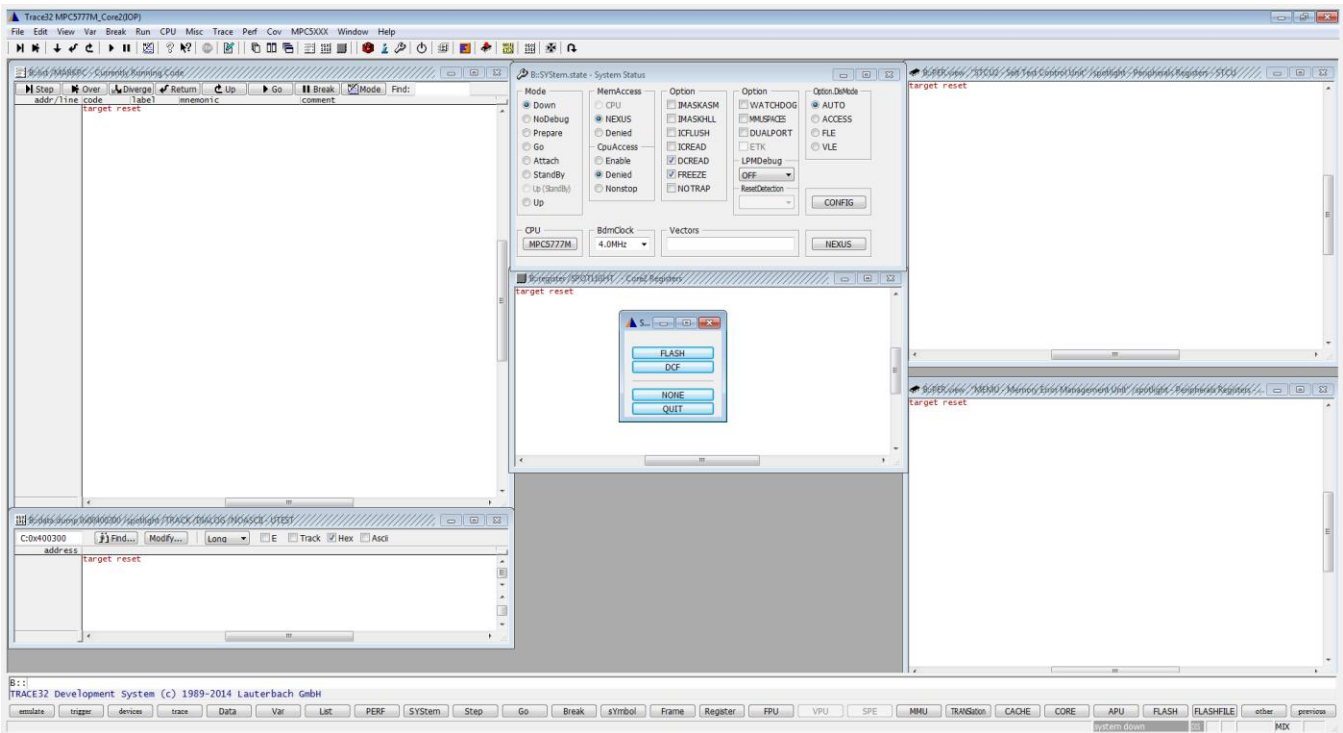 Trace32 MPC5777M_Core2(IOP)
File Edit View Var Break Run CPU Misc Trace Perf Cov MPC5XXX Window Help
B::list /MARKPC - Currently Running Code
Step Over Diverge Return Up Go Break Mode Find:
addr/line code label mnemonic comment
target reset
B::SYStem.state - System Status
Mode
Down
NoDebug
Prepare
Go
Attach
StandBy
Up (StandBy)
Up
MemAccess
CPU
NEXUS
Denied
CpuAccess
Enable
Denied
Nonstop
Option
IMASKASM
IMASKHLL
ICFLUSH
ICREAD
DCREAD
FREEZE
NOTRAP
Option
WATCHDOG
MMUSPACES
DUALPORT
ETK
LPMDebug
OFF
ResetDetection
Option.DisMode
AUTO
ACCESS
FLE
VLE
CONFIG
CPU
MPC5777M
BdmClock
4.0MHz
Vectors
NEXUS
B::register /SPOTLIGHT - Core2 Registers
target reset
S...
FLASH
DCF
NONE
QUIT
B::PER.view , "STCU2 - Self Test Control Unit" /spotlight - Peripherals Registers - STCU
target reset
B::PER.view , "MEMU - Memory Error Management Unit" /spotlight - Peripherals Registers -
target reset
B::data.dump 0x00400300 /spotlight /TRACK /DIALOG /NOASCII - UTEST
C:0x400300 Find... Modify... Long E Track Hex Ascii
address
target reset
B::
TRACE32 Development System (c) 1989-2014 Lauterbach GmbH
emulate trigger devices trace Data Var List PERF SYStem Step Go Break sYmbol Frame Register FPU VPU SPE MMU TRANSlation CACHE CORE APU FLASH FLASHFILE other previous
system down MIX